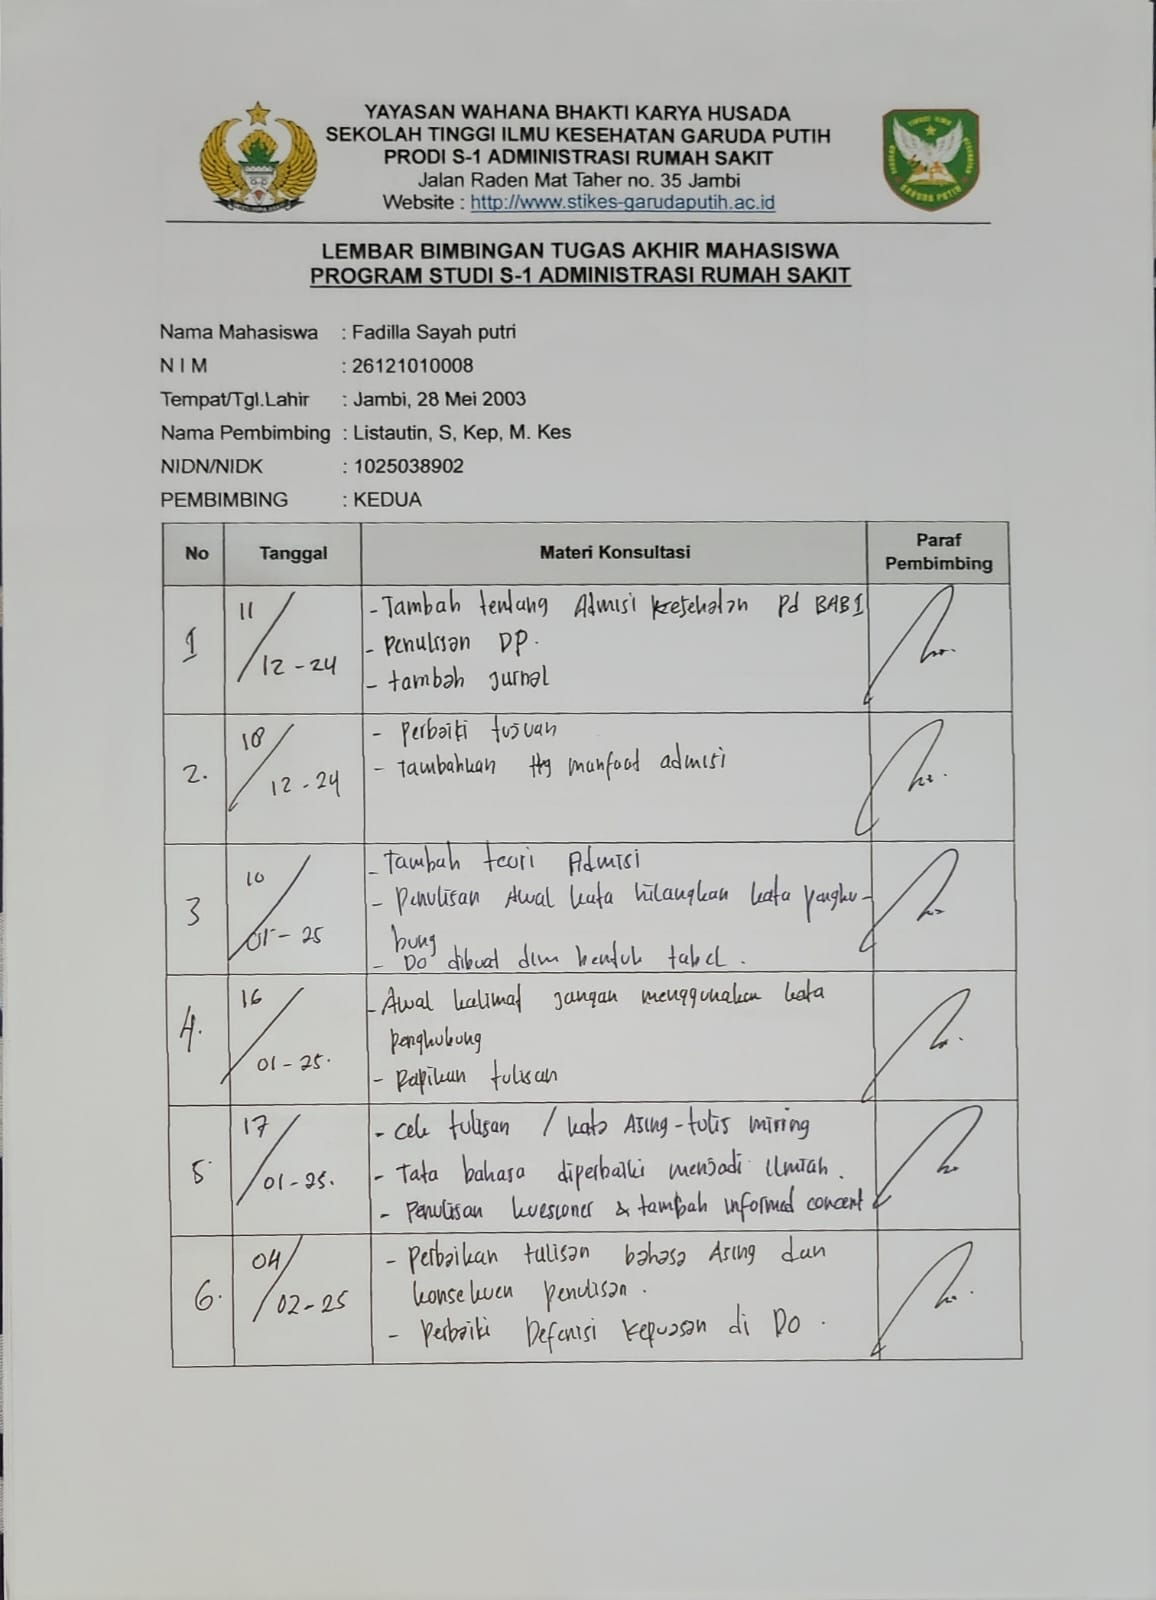 YAYASAN WAHANA BHAKTI KARYA HUSADA
SEKOLAH TINGGI ILMU KESEHATAN GARUDA PUTIH
PRODI S-1 ADMINISTRASI RUMAH SAKIT
Jalan Raden Mat Taher no. 35 Jambi
Website : http://www.stikes-garudaputih.ac.id
GARUDA PUTIH
LEMBAR BIMBINGAN TUGAS AKHIR MAHASISWA
PROGRAM STUDI S-1 ADMINISTRASI RUMAH SAKIT
Nama Mahasiswa : Fadilla Sayah putri
N I M : 26121010008
Tempat/Tgl.Lahir : Jambi, 28 Mei 2003
Nama Pembimbing : Listautin, S, Kep, M. Kes
NIDN/NIDK : 1025038902
PEMBIMBING : KEDUA
No Tanggal Materi Konsultasi Paraf Pembimbing
1 11/12-24 - Tambah tentang Admisi kesehatan pd BAB I
- Penulisan DP.
- tambah jurnal
2. 18/12-24 - Perbaiki tujuan
- Tambahkan ttg manfaat admisi
3 10/01-25 - Tambah teori Admisi
- Penulisan Awal kata hilangkan kata penghu-
bung
- DO dibuat dlm bentuk tabel.
4. 16/01-25. - Awal kalimat jangan menggunakan kata
penghubung
- Rapikan tulisan
5 17/01-25. - cek tulisan / kata Asing - tulis miring
- Tata bahasa diperbaiki menjadi Ilmiah.
- Penulisan kuesioner & tambah informed concent
6. 04/02-25 - Perbaikan tulisan bahasa Asing dan
konsekuen penulisan.
- Perbaiki Defenisi kepuasan di DO.